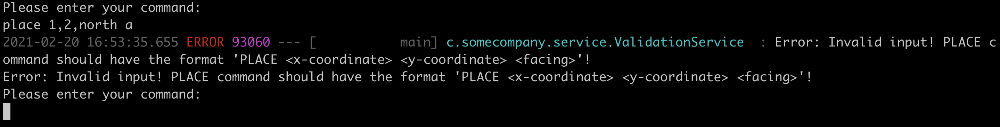 Please enter your command:
place 1,2,north a
2021-02-20 16:53:35.655 ERROR 93060 --- [           main] c.somecompany.service.ValidationService  : Error: Invalid input! PLACE c
ommand should have the format 'PLACE <x-coordinate> <y-coordinate> <facing>'!
Error: Invalid input! PLACE command should have the format 'PLACE <x-coordinate> <y-coordinate> <facing>'!
Please enter your command: